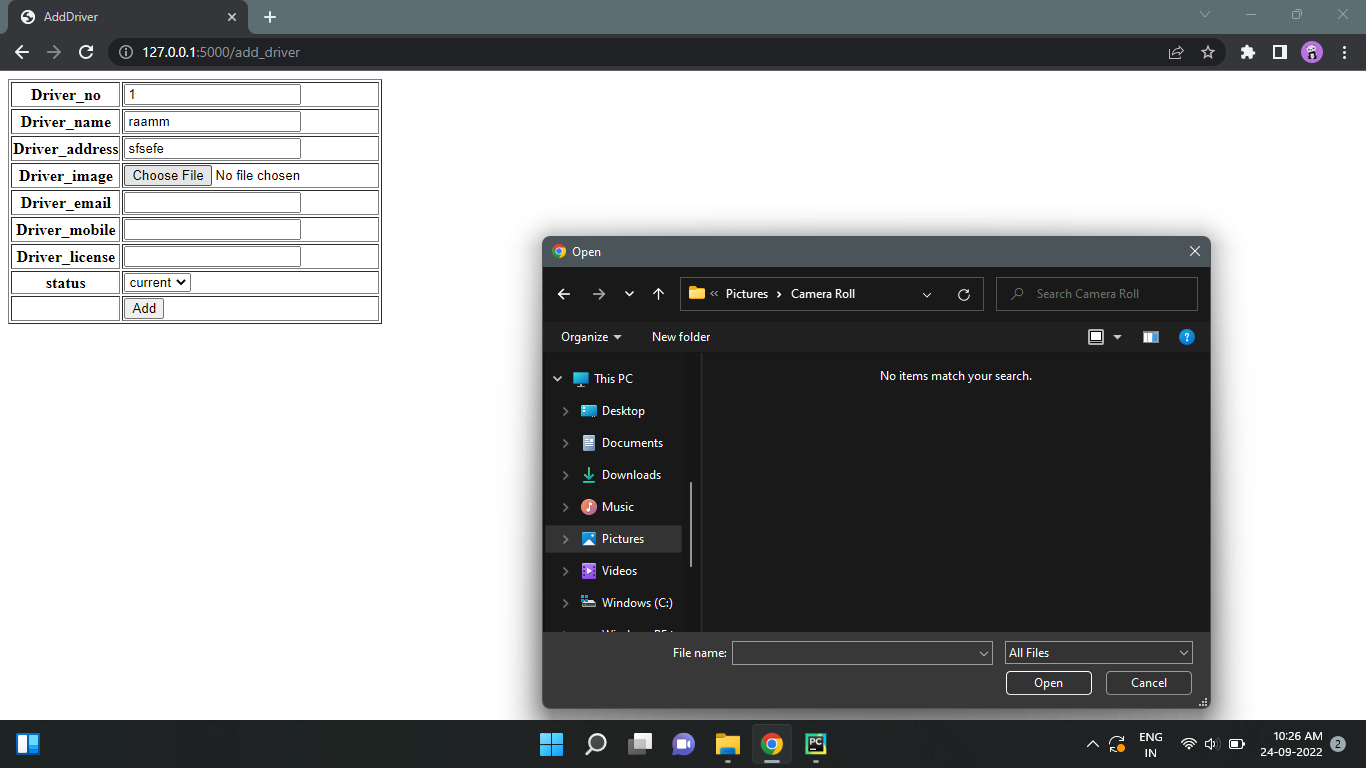 AddDriver
127.0.0.1:5000/add_driver
Driver_no 1
Driver_name raamm
Driver_address sfsefe
Driver_image Choose File No file chosen
Driver_email
Driver_mobile
Driver_license
status current
Add
Open
Pictures Camera Roll
Search Camera Roll
Organize New folder
This PC
No items match your search.
Desktop
Documents
Downloads
Music
Pictures
Videos
Windows (C:)
File name: All Files
Open Cancel
PC
ENG
IN
10:26 AM
24-09-2022
2